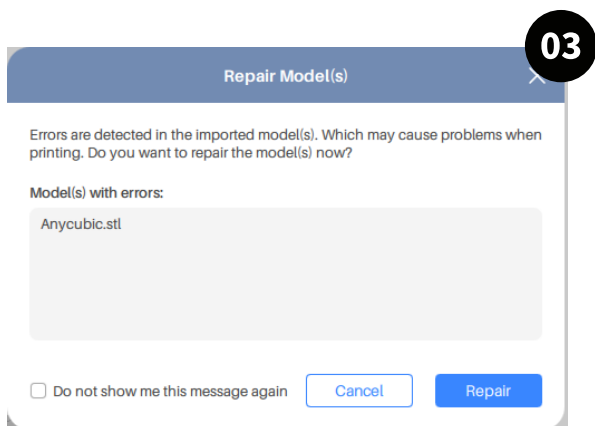 03
Repair Model(s)
Errors are detected in the imported model(s). Which may cause problems when
printing. Do you want to repair the model(s) now?
Model(s) with errors:
Anycubic.stl
Do not show me this message again
Cancel
Repair